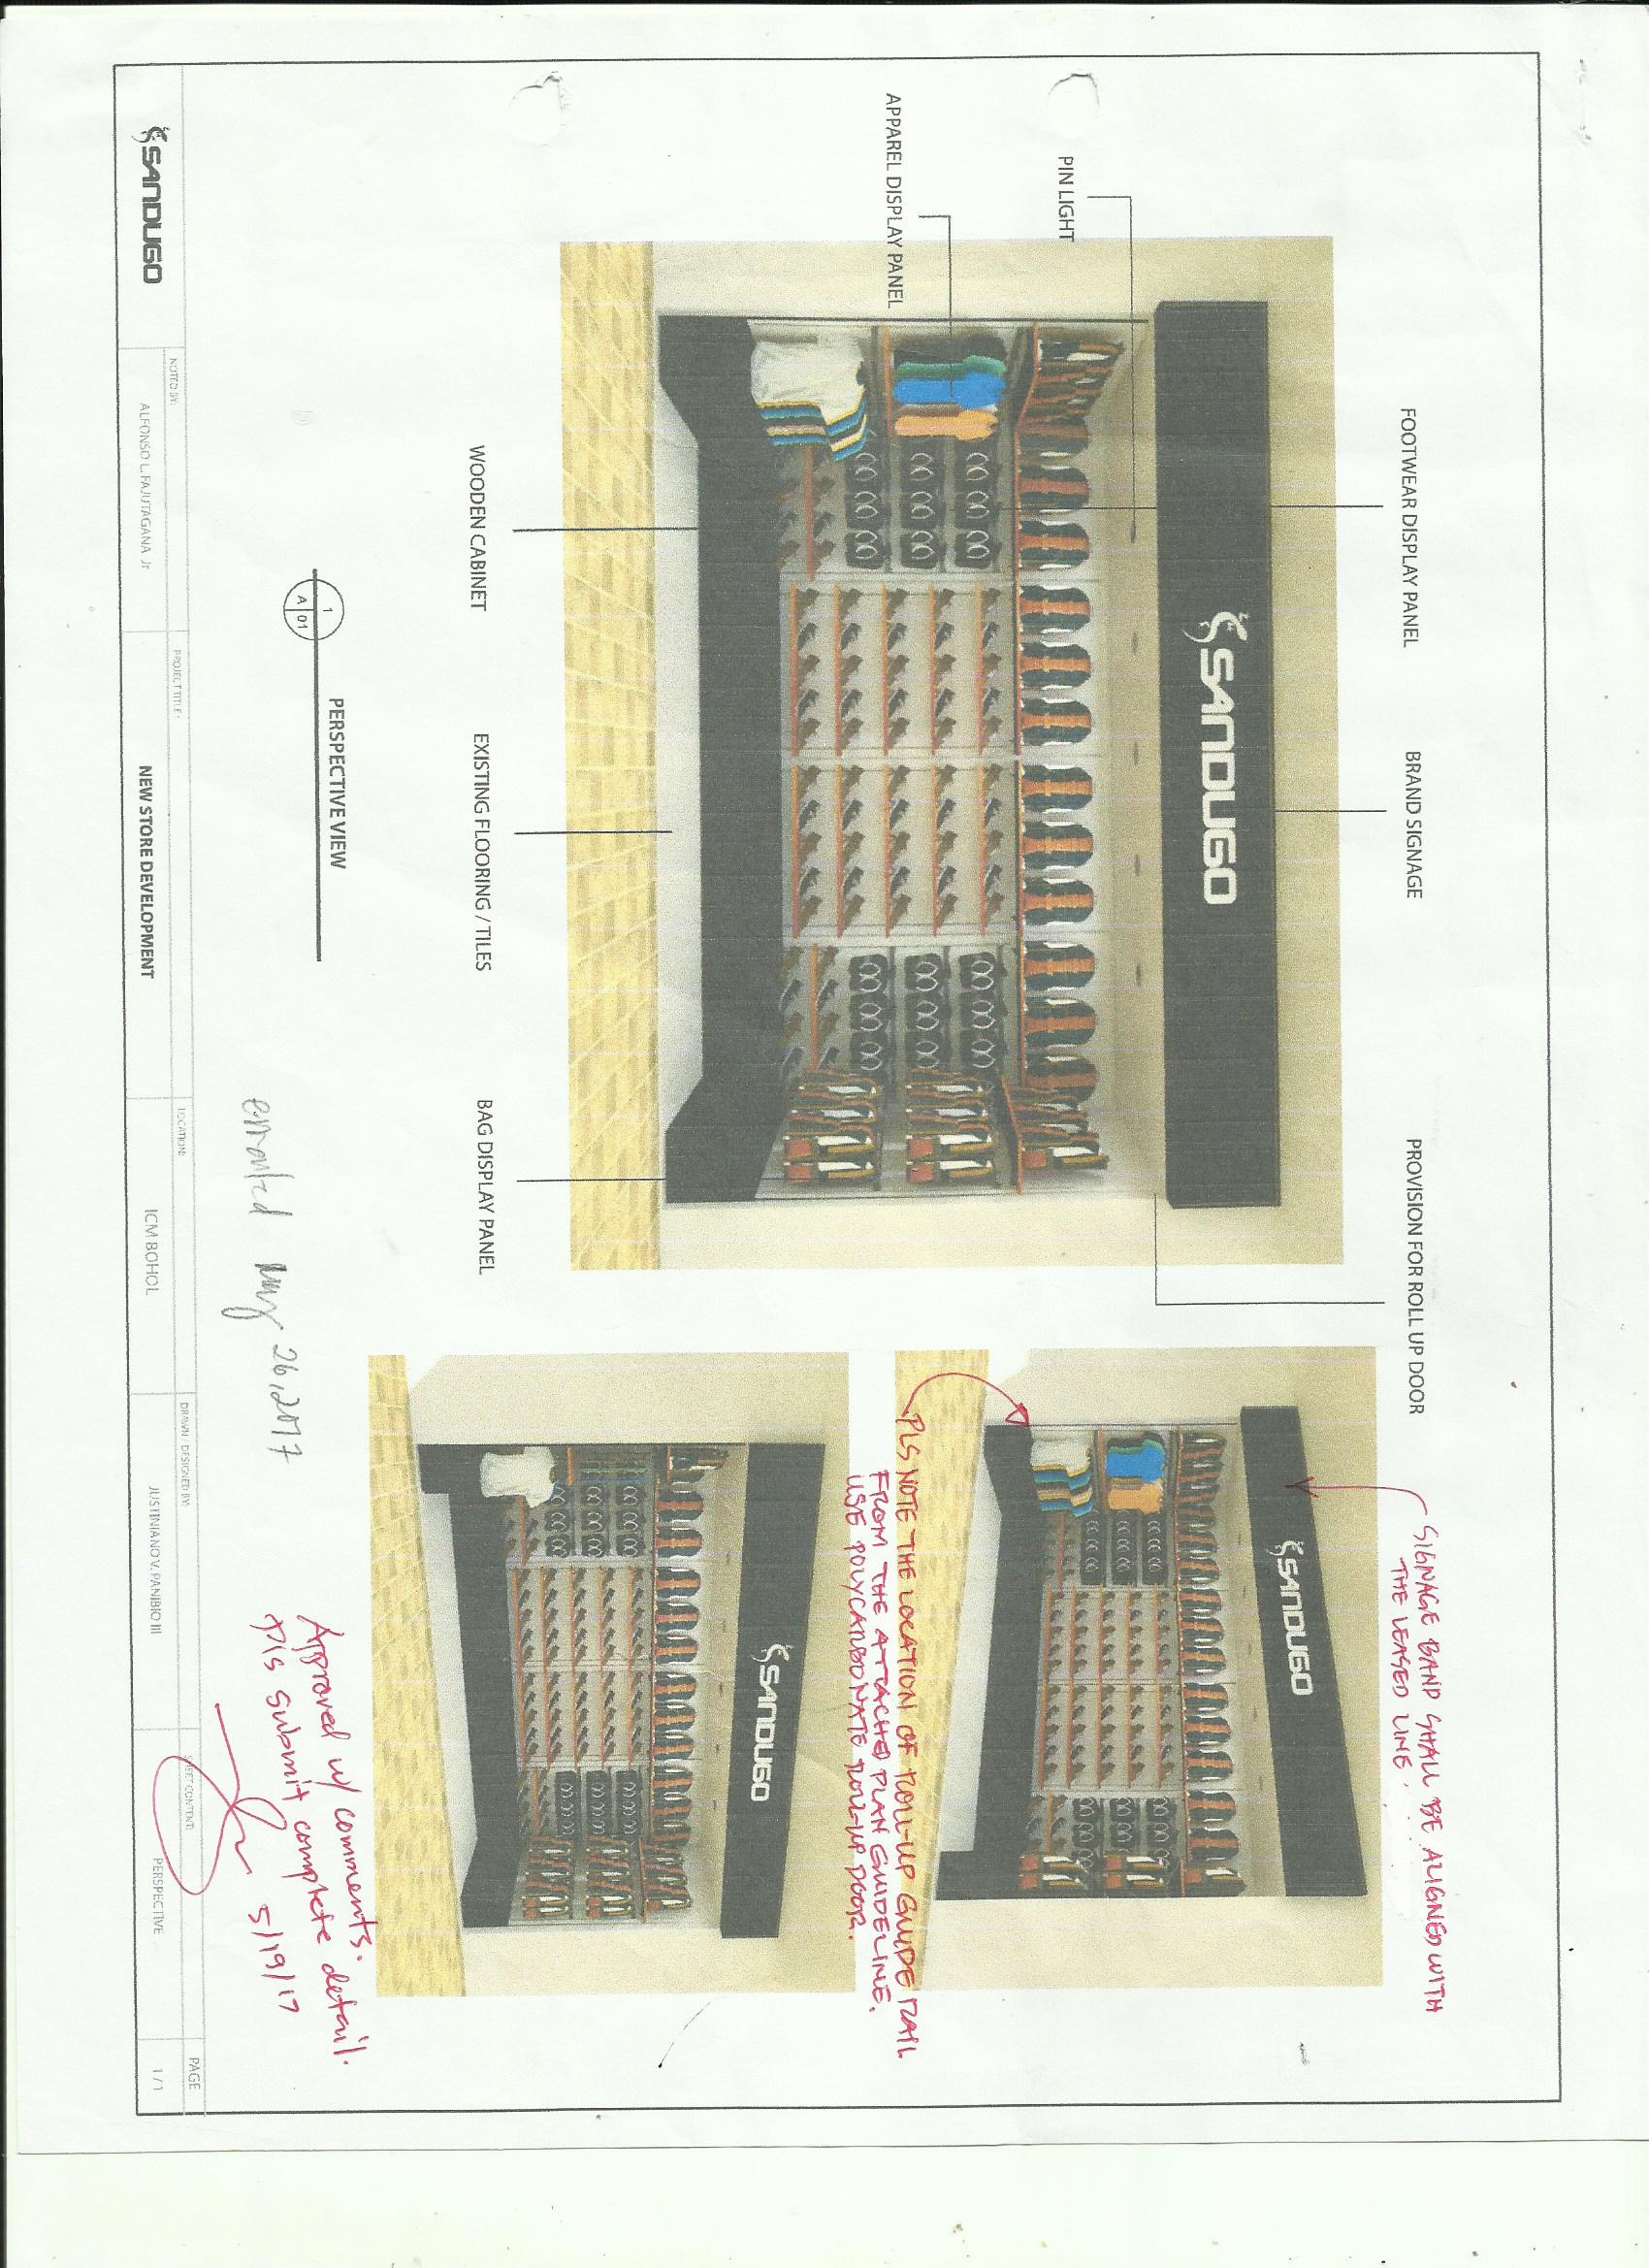 FOOTWEAR DISPLAY PANEL
BRAND SIGNAGE
PROVISION FOR ROLL UP DOOR
SIGNAGE BAND SHALL BE ALIGNED WITH
THE LEASED LINE.
PIN LIGHT
APPAREL DISPLAY PANEL
SANDUGO
SANDUGO
PLS NOTE THE LOCATION OF ROLL-UP GUIDE RAIL
FROM THE ATTACHED PLAN GUIDELINE.
USE POLYCARBONATE ROLL-UP DOOR.
SANDUGO
WOODEN CABINET
EXISTING FLOORING / TILES
BAG DISPLAY PANEL
1
A 01
PERSPECTIVE VIEW
26, 2017
Approved w/ comments.
Pls submit complete detail.
5/19/17
SANDUGO
NOTED BY:
ALFONSO L. FAJUTAGANA Jr
PROJECT TITLE:
NEW STORE DEVELOPMENT
LOCATION:
ICM BOHOL
DRAWN / DESIGNED BY:
JUSTINIANO V. PANIBIO III
SHEET CONTENT:
PERSPECTIVE
PAGE
1 / 1